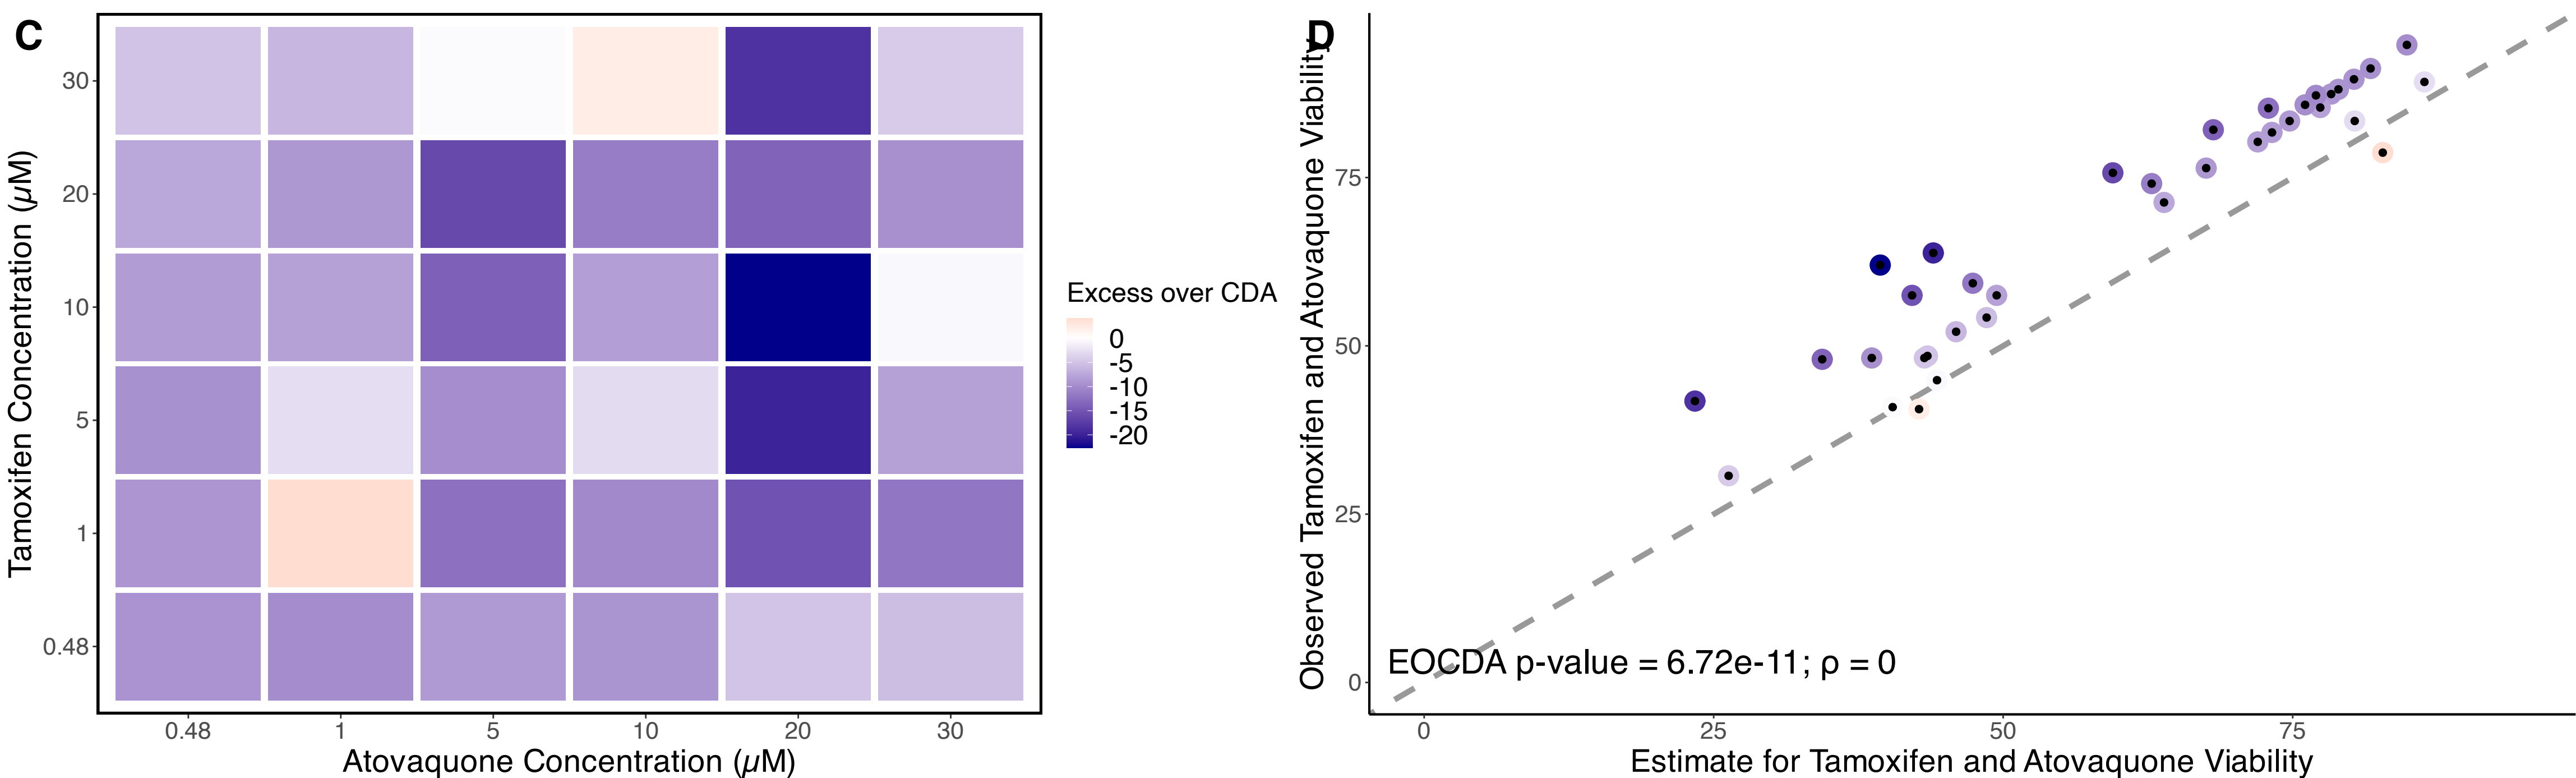 C
Tamoxifen Concentration (µM)
30
20
10
5
1
0.48
0.48 1 5 10 20 30
Atovaquone Concentration (µM)
Excess over CDA
0
-5
-10
-15
-20
D
Observed Tamoxifen and Atovaquone Viability
75
50
25
0
EOCDA p-value = 6.72e-11; ρ = 0
0 25 50 75
Estimate for Tamoxifen and Atovaquone Viability